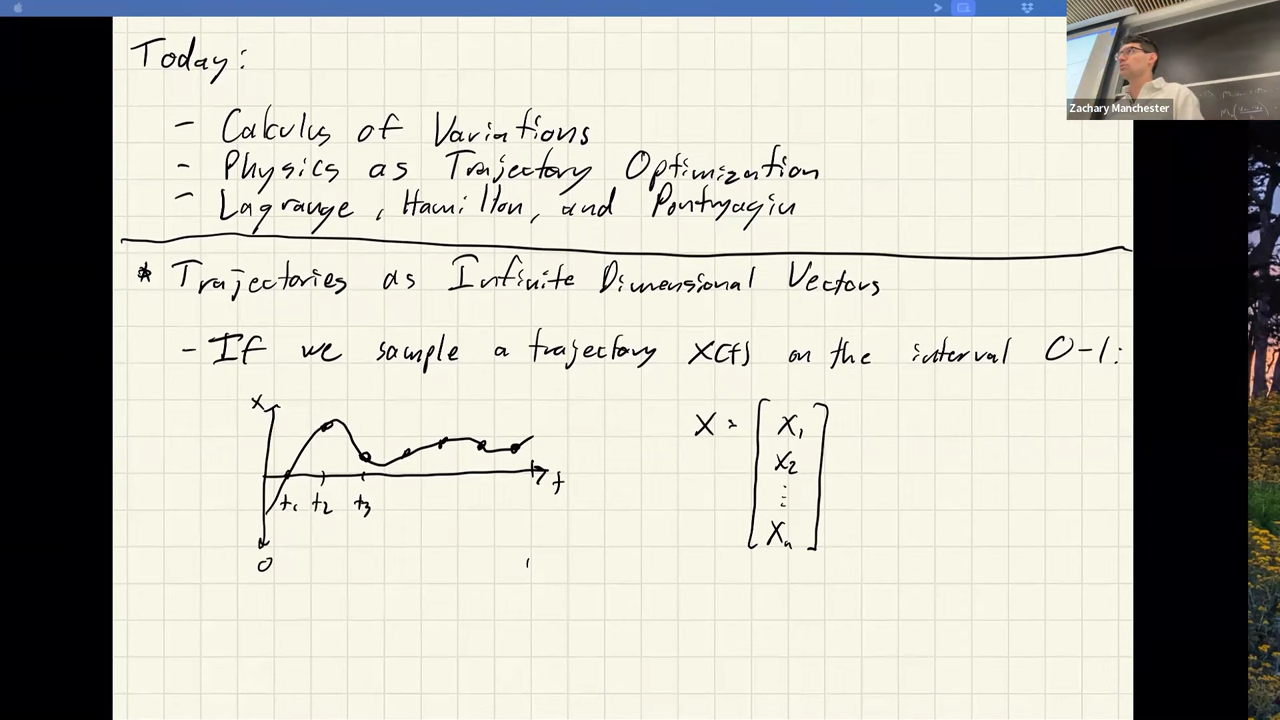 Today:
- Calculus of Variations
- Physics as Trajectory Optimization
- Lagrange, Hamilton, and Pontryagin
* Trajectories as Infinite Dimensional Vectors
- If we sample a trajectory x(t) on the interval 0-1:
x
t
t₁ t₂ t₃
0 1
X = [x₁
x₂
⋮
xₙ]
Zachary Manchester